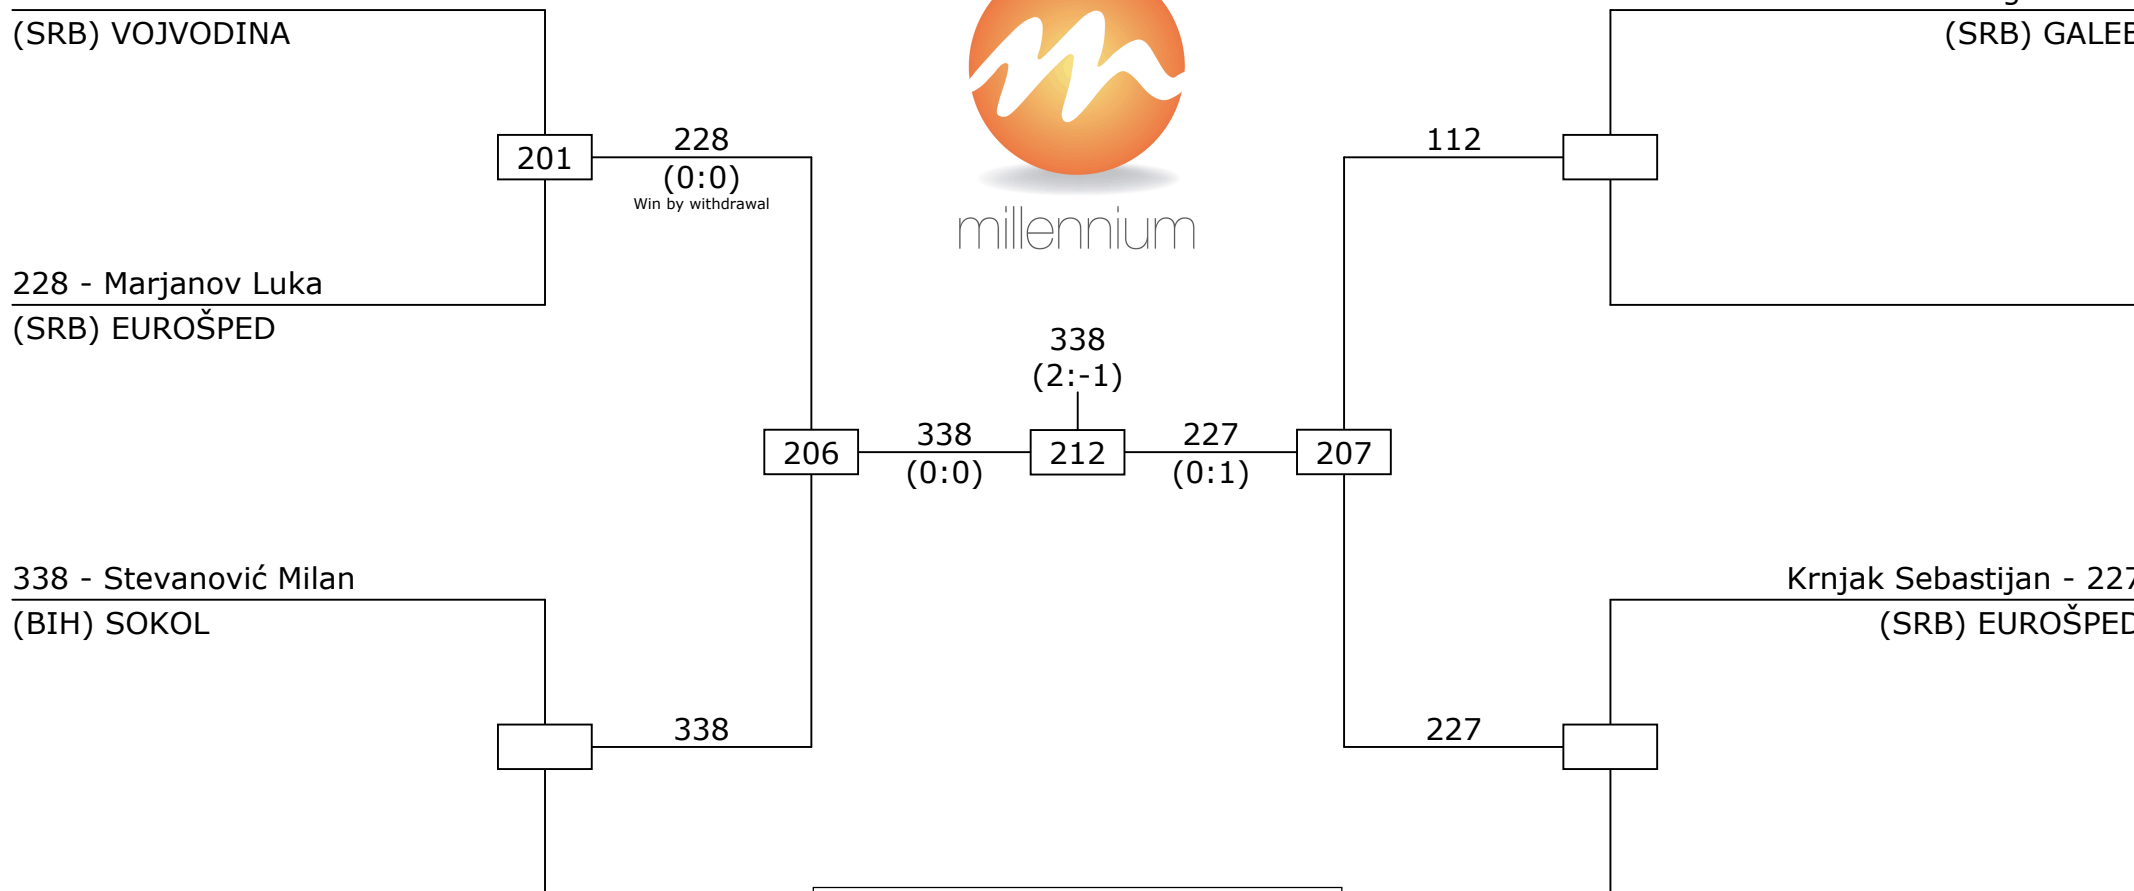 (SRB) VOJVODINA
(SRB) GALEB
201
228
(0:0)
Win by withdrawal
112
millennium
228 - Marjanov Luka
(SRB) EUROŠPED
338
(2:-1)
206
338
(0:0)
212
227
(0:1)
207
338 - Stevanović Milan
(BIH) SOKOL
Krnjak Sebastijan - 227
(SRB) EUROŠPED
338
227